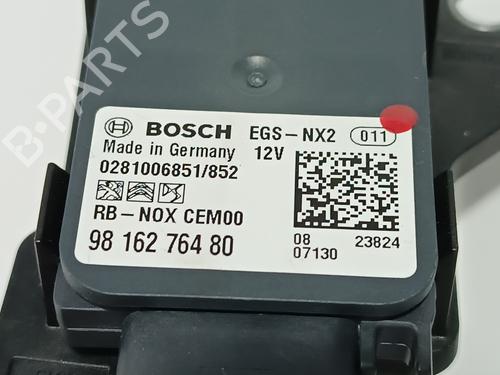 B-PARTS
BOSCH EGS-NX2 011
Made in Germany 12V
0281006851/852
RB-NOX CEM00
98 162 764 80
08 23824
07130